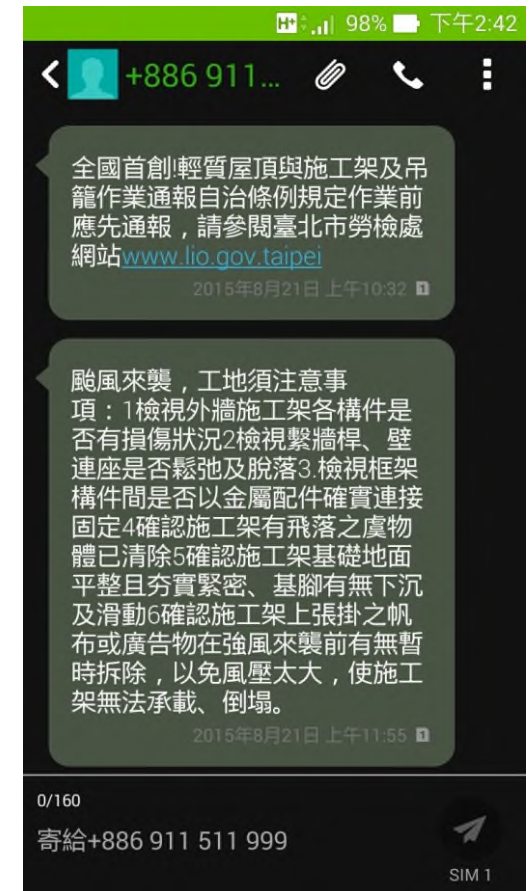 H+ 98% 下午2:42
+886 911...
全國首創!輕質屋頂與施工架及吊
籠作業通報自治條例規定作業前
應先通報，請參閱臺北市勞檢處
網站www.lio.gov.taipei
2015年8月21日 上午10:32 1
颱風來襲，工地須注意事
項：1檢視外牆施工架各構件是
否有損傷狀況2檢視繫牆桿、壁
連座是否鬆弛及脫落3.檢視框架
構件間是否以金屬配件確實連接
固定4確認施工架有飛落之虞物
體已清除5確認施工架基礎地面
平整且夯實緊密、基腳有無下沉
及滑動6確認施工架上張掛之帆
布或廣告物在強風來襲前有無暫
時拆除，以免風壓太大，使施工
架無法承載、倒塌。
2015年8月21日 上午11:55 1
0/160
寄給+886 911 511 999
SIM 1